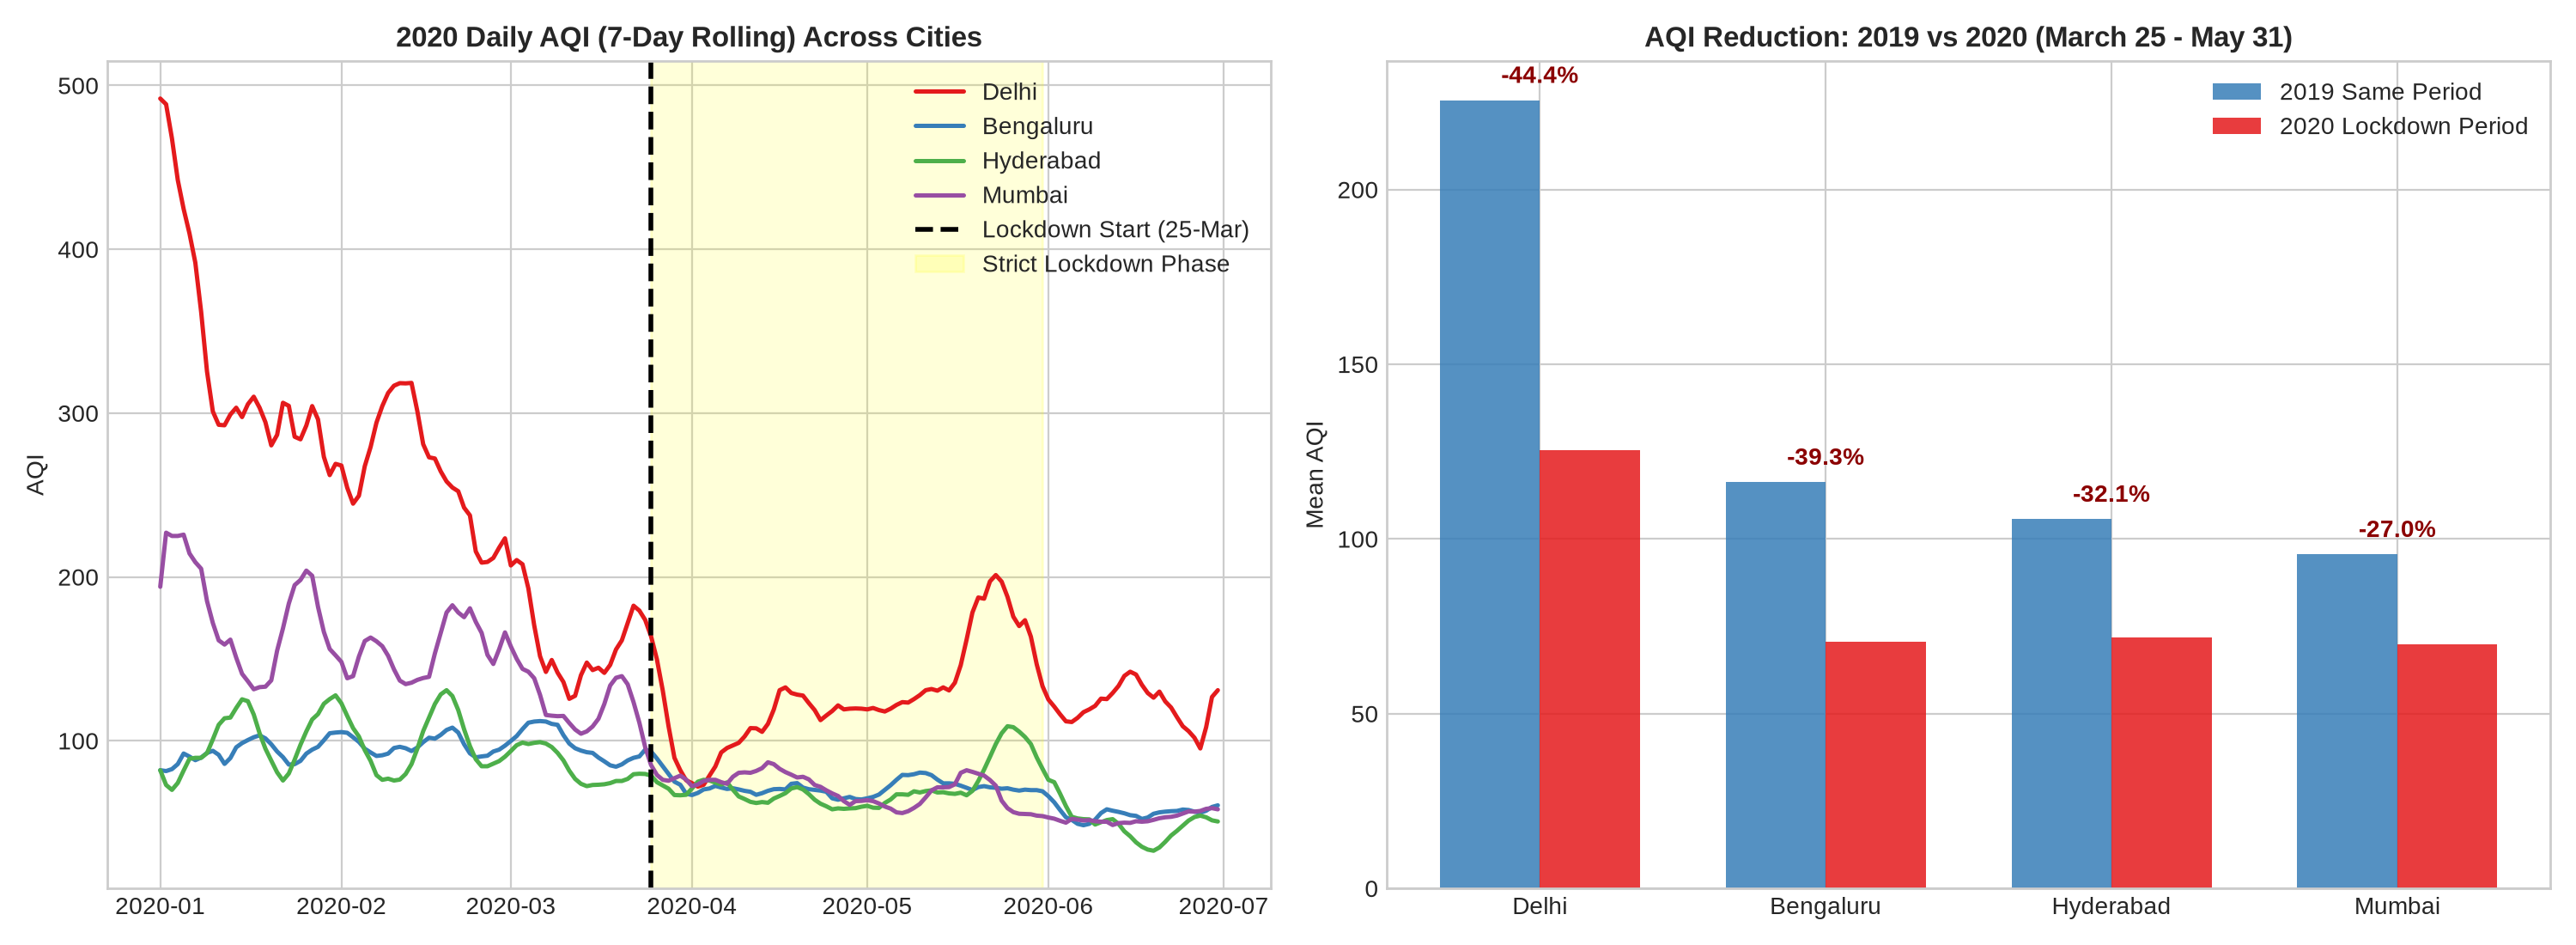 2020 Daily AQI (7-Day Rolling) Across Cities
AQI
500
400
300
200
100
2020-01
2020-02
2020-03
2020-04
2020-05
2020-06
2020-07
Delhi
Bengaluru
Hyderabad
Mumbai
Lockdown Start (25-Mar)
Strict Lockdown Phase
AQI Reduction: 2019 vs 2020 (March 25 - May 31)
Mean AQI
200
150
100
50
0
-44.4%
-39.3%
-32.1%
-27.0%
2019 Same Period
2020 Lockdown Period
Delhi
Bengaluru
Hyderabad
Mumbai